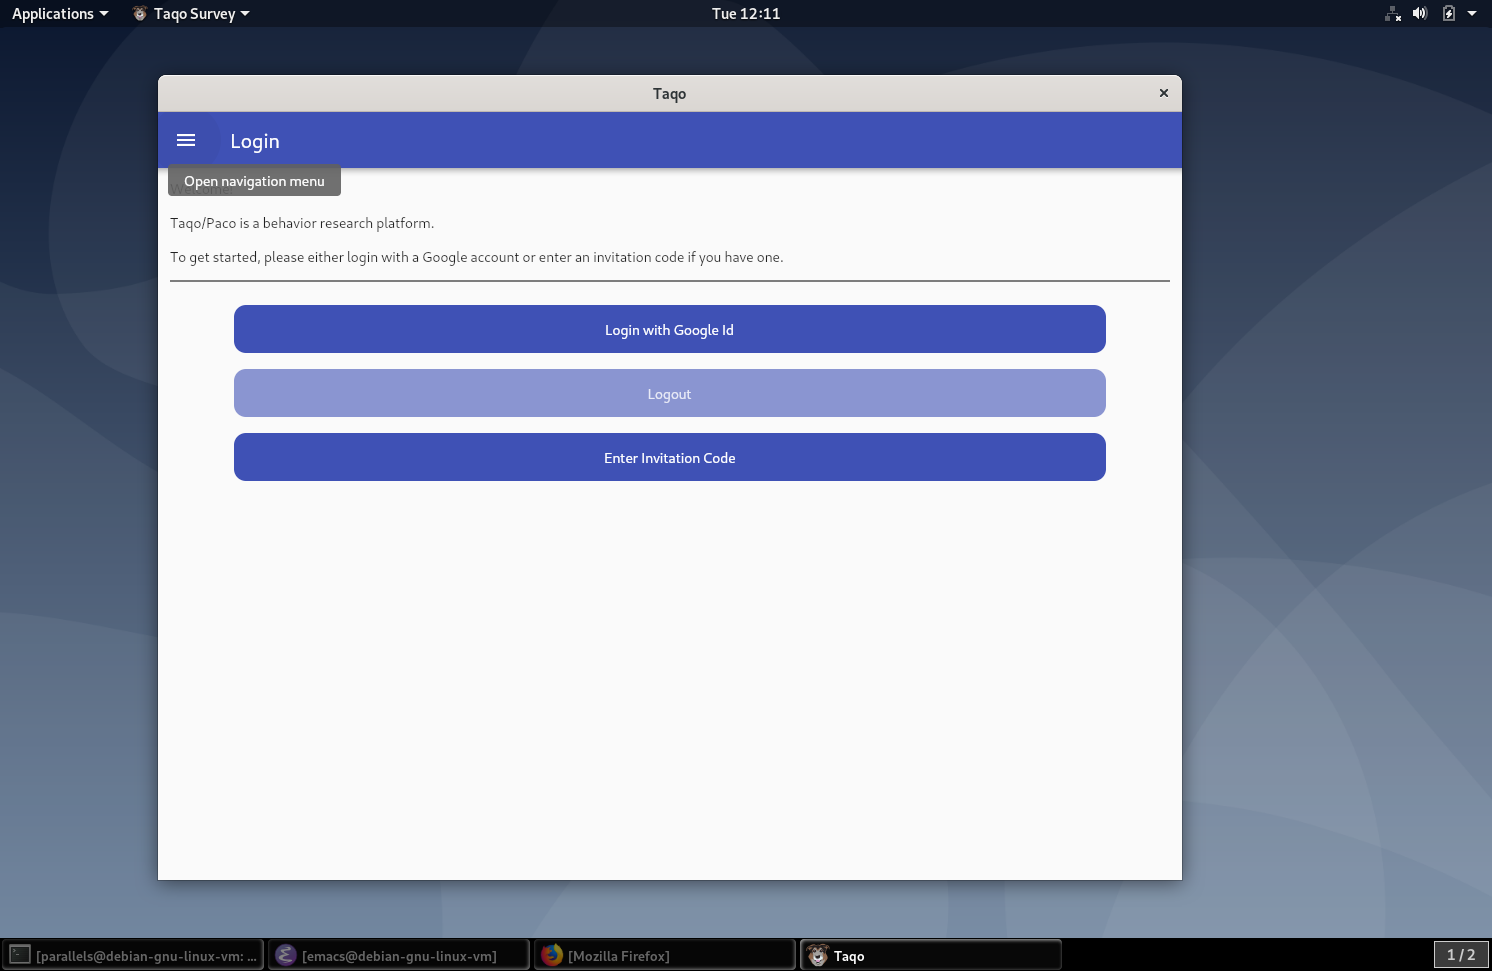 Applications
Taqo Survey
Tue 12:11
Taqo
Login
Open navigation menu
Welcome!
Taqo/Paco is a behavior research platform.
To get started, please either login with a Google account or enter an invitation code if you have one.
Login with Google Id
Logout
Enter Invitation Code
[parallels@debian-gnu-linux-vm: ...
[emacs@debian-gnu-linux-vm]
[Mozilla Firefox]
Taqo
1 / 2